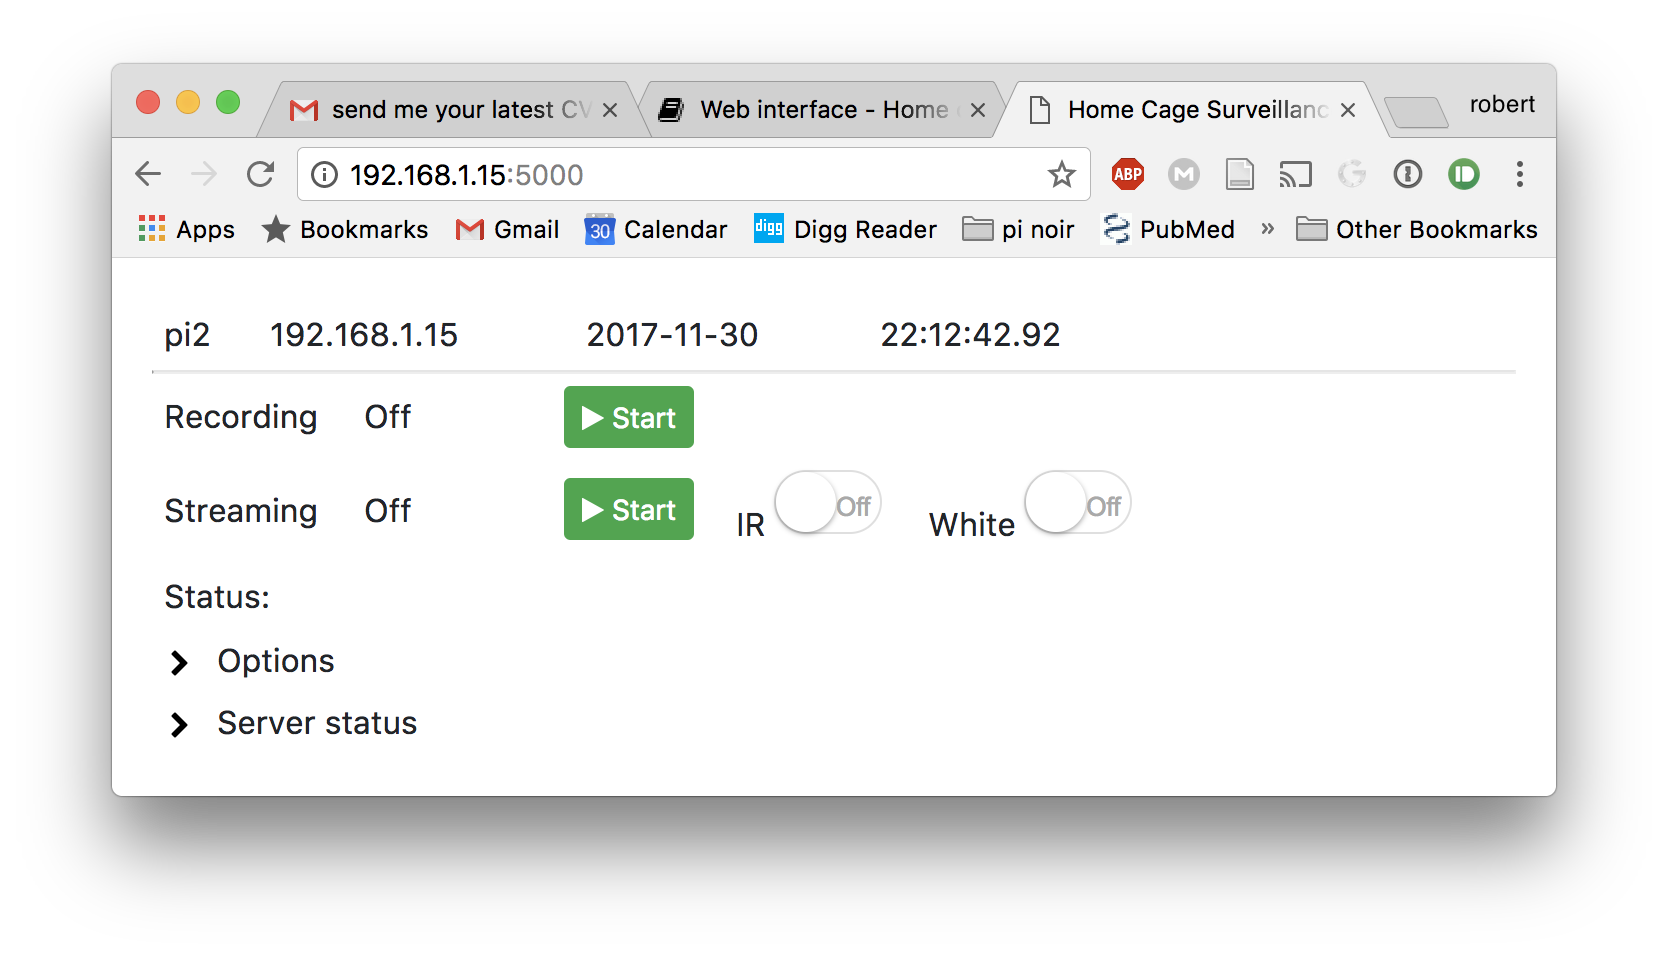 send me your latest CV Web interface - Home Home Cage Surveillanc robert
192.168.1.15:5000 ABP M
Apps Bookmarks Gmail 30 Calendar digg Digg Reader pi noir PubMed » Other Bookmarks
pi2 192.168.1.15 2017-11-30 22:12:42.92
Recording Off Start
Streaming Off Start IR Off White Off
Status:
Options
Server status